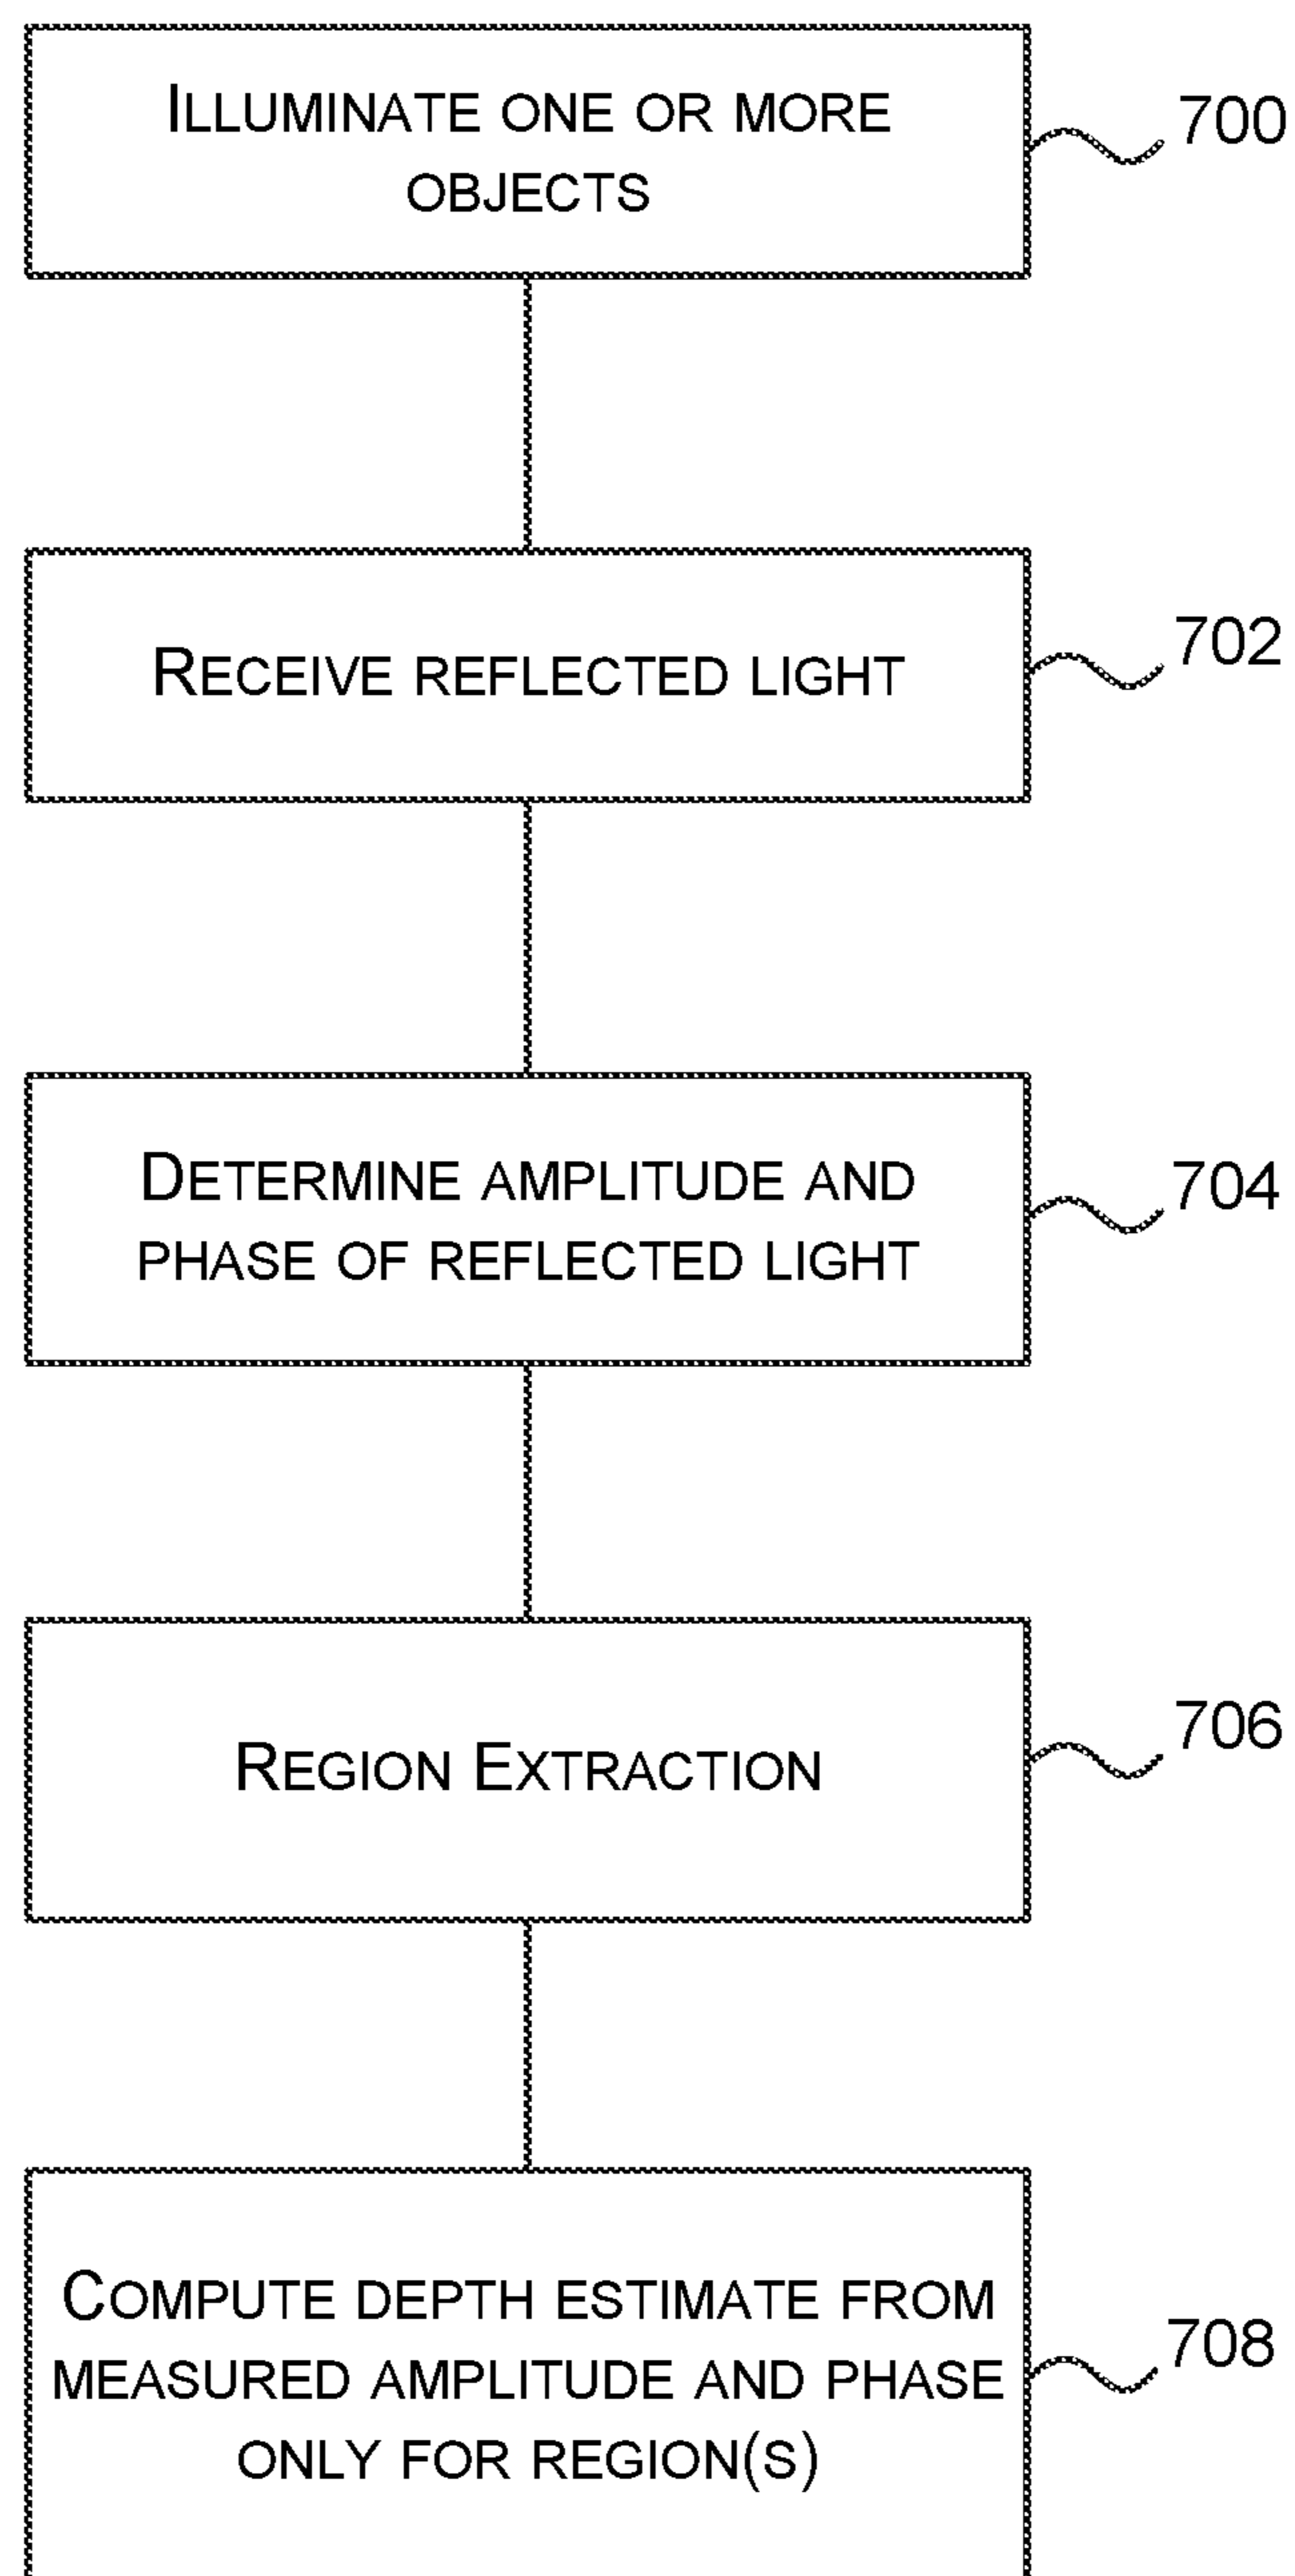 ILLUMINATE ONE OR MORE
OBJECTS
700
RECEIVE REFLECTED LIGHT
702
DETERMINE AMPLITUDE AND
PHASE OF REFLECTED LIGHT
704
REGION EXTRACTION
706
COMPUTE DEPTH ESTIMATE FROM
MEASURED AMPLITUDE AND PHASE
ONLY FOR REGION(S)
708